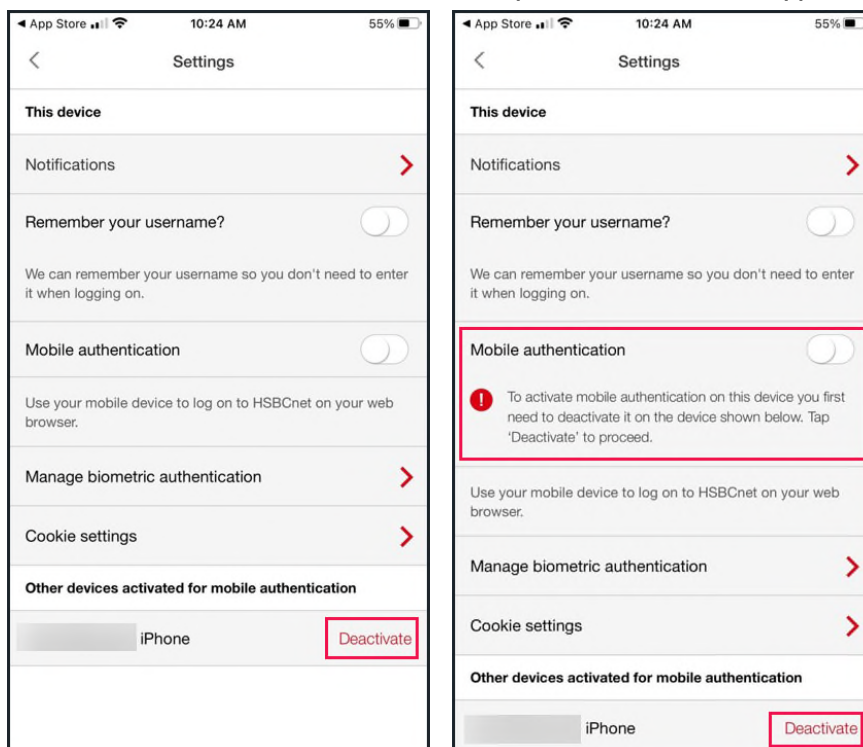 App Store 10:24 AM 55%
Settings
This device
Notifications
Remember your username?
We can remember your username so you don't need to enter
it when logging on.
Mobile authentication
Use your mobile device to log on to HSBCnet on your web
browser.
Manage biometric authentication
Cookie settings
Other devices activated for mobile authentication
iPhone Deactivate
App Store 10:24 AM 55%
Settings
This device
Notifications
Remember your username?
We can remember your username so you don't need to enter
it when logging on.
Mobile authentication
To activate mobile authentication on this device you first
need to deactivate it on the device shown below. Tap
‘Deactivate’ to proceed.
Use your mobile device to log on to HSBCnet on your web
browser.
Manage biometric authentication
Cookie settings
Other devices activated for mobile authentication
iPhone Deactivate